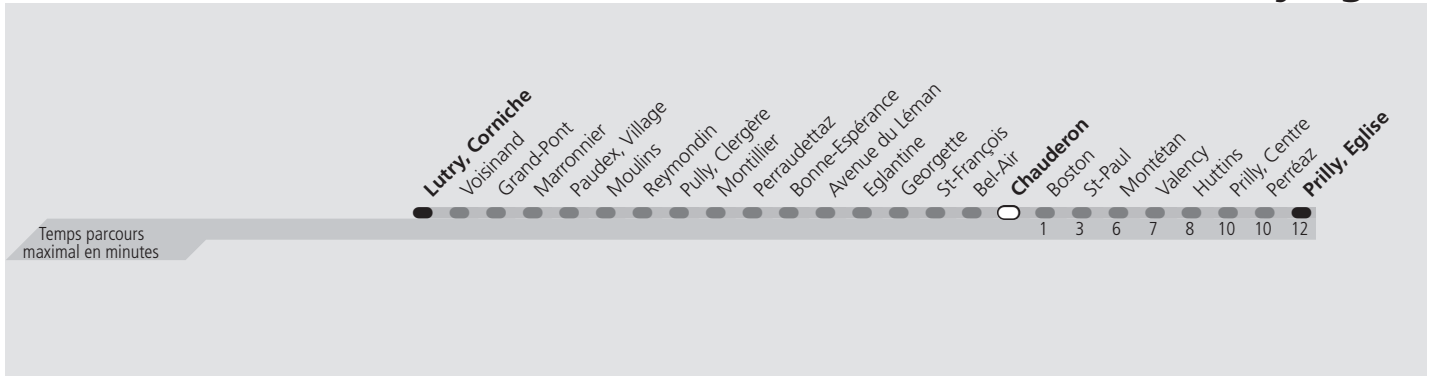 Lutry, Corniche
Voisinand
Grand-Pont
Marronnier
Paudex, Village
Moulins
Reymondin
Pully, Clergère
Montillier
Perraudettaz
Bonne-Espérance
Avenue du Léman
Eglantine
Georgette
St-François
Bel-Air
Chauderon
Boston
St-Paul
Montétan
Valency
Huttins
Prilly, Centre
Perréaz
Prilly, Eglise
Temps parcours
maximal en minutes
1 3 6 7 8 10 10 12